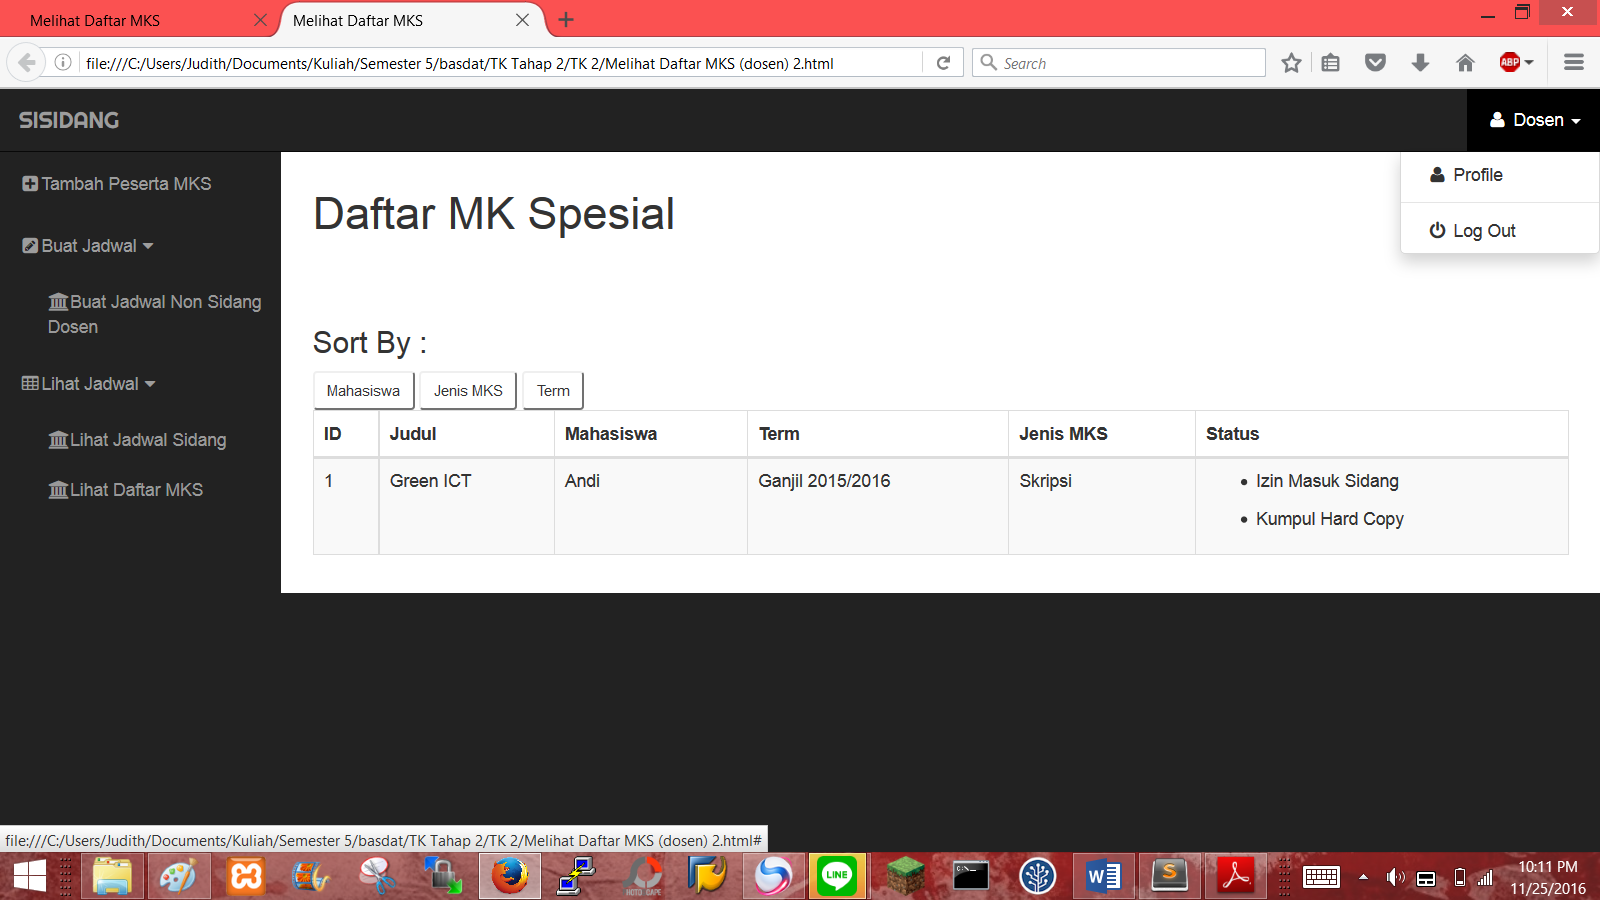 Melihat Daftar MKS
Melihat Daftar MKS
file:///C:/Users/Judith/Documents/Kuliah/Semester 5/basdat/TK Tahap 2/TK 2/Melihat Daftar MKS (dosen) 2.html
Search
ABP
SISIDANG
Dosen
Profile
Log Out
Tambah Peserta MKS
Buat Jadwal
Buat Jadwal Non Sidang
Dosen
Lihat Jadwal
Lihat Jadwal Sidang
Lihat Daftar MKS
Daftar MK Spesial
Sort By :
Mahasiswa Jenis MKS Term
ID Judul Mahasiswa Term Jenis MKS Status
1 Green ICT Andi Ganjil 2015/2016 Skripsi • Izin Masuk Sidang
• Kumpul Hard Copy
file:///C:/Users/Judith/Documents/Kuliah/Semester 5/basdat/TK Tahap 2/TK 2/Melihat Daftar MKS (dosen) 2.html#
LINE
10:11 PM
11/25/2016